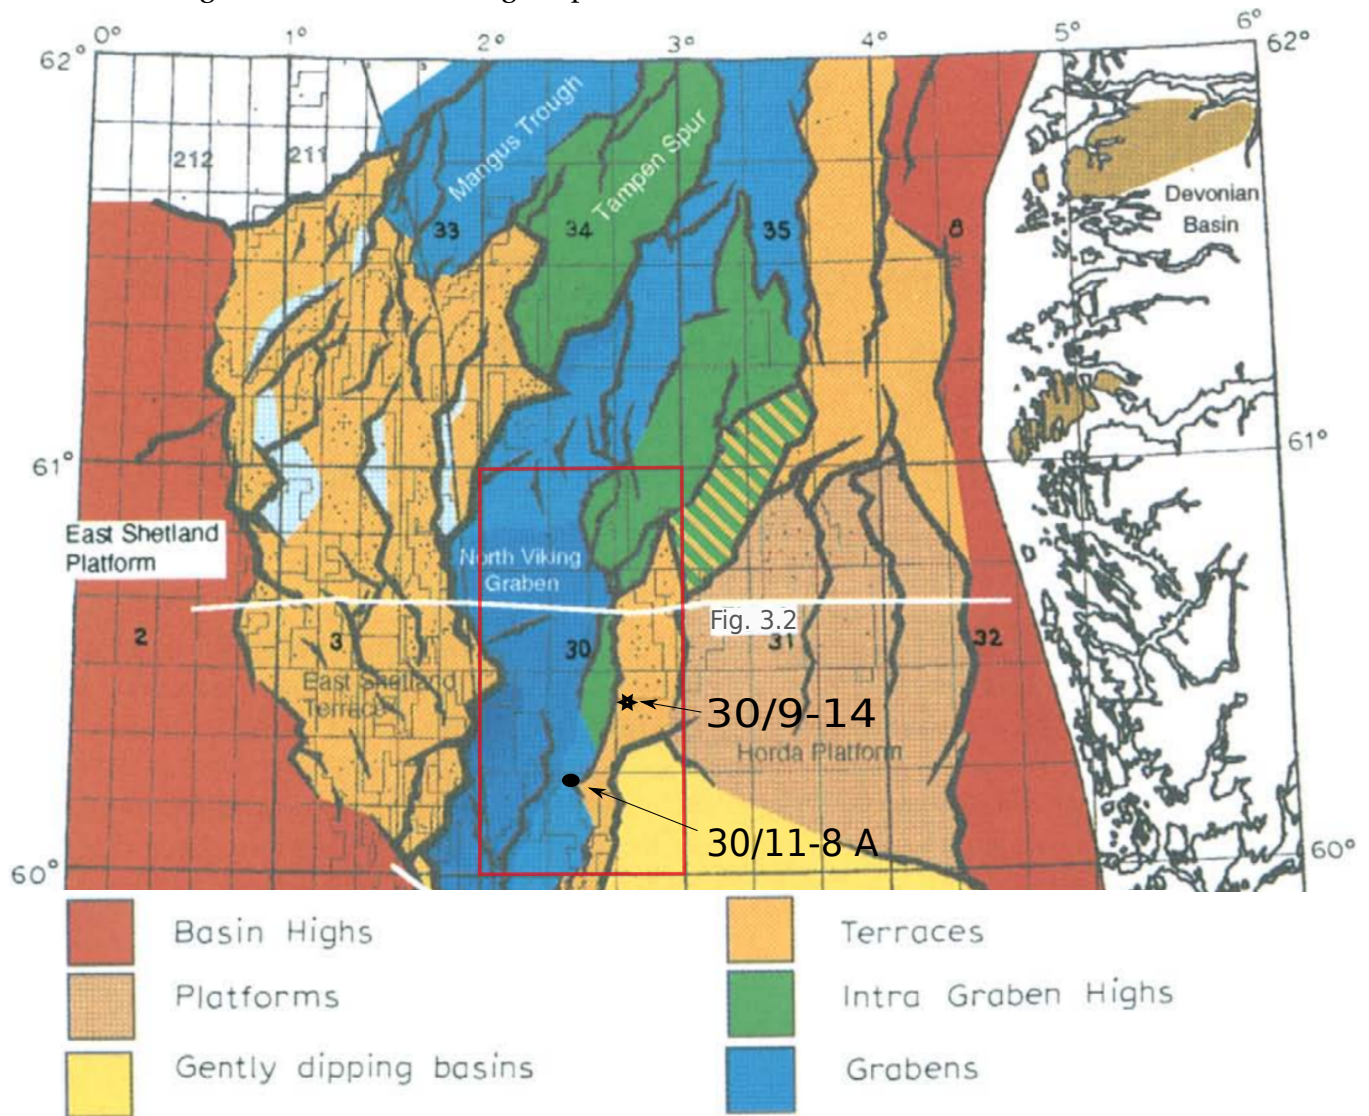 0° 1° 2° 3° 4° 5° 6°
62° 62°
212 211
Mangus Trough
Tampen Spur
Devonian
Basin
33 34 35 8
61° 61°
East Shetland
Platform
North Viking
Graben
Fig. 3.2
2 3 30 31 32
East Shetland
Terrace
30/9-14
Horda Platform
30/11-8 A
60° 60°
Basin Highs
Platforms
Gently dipping basins
Terraces
Intra Graben Highs
Grabens